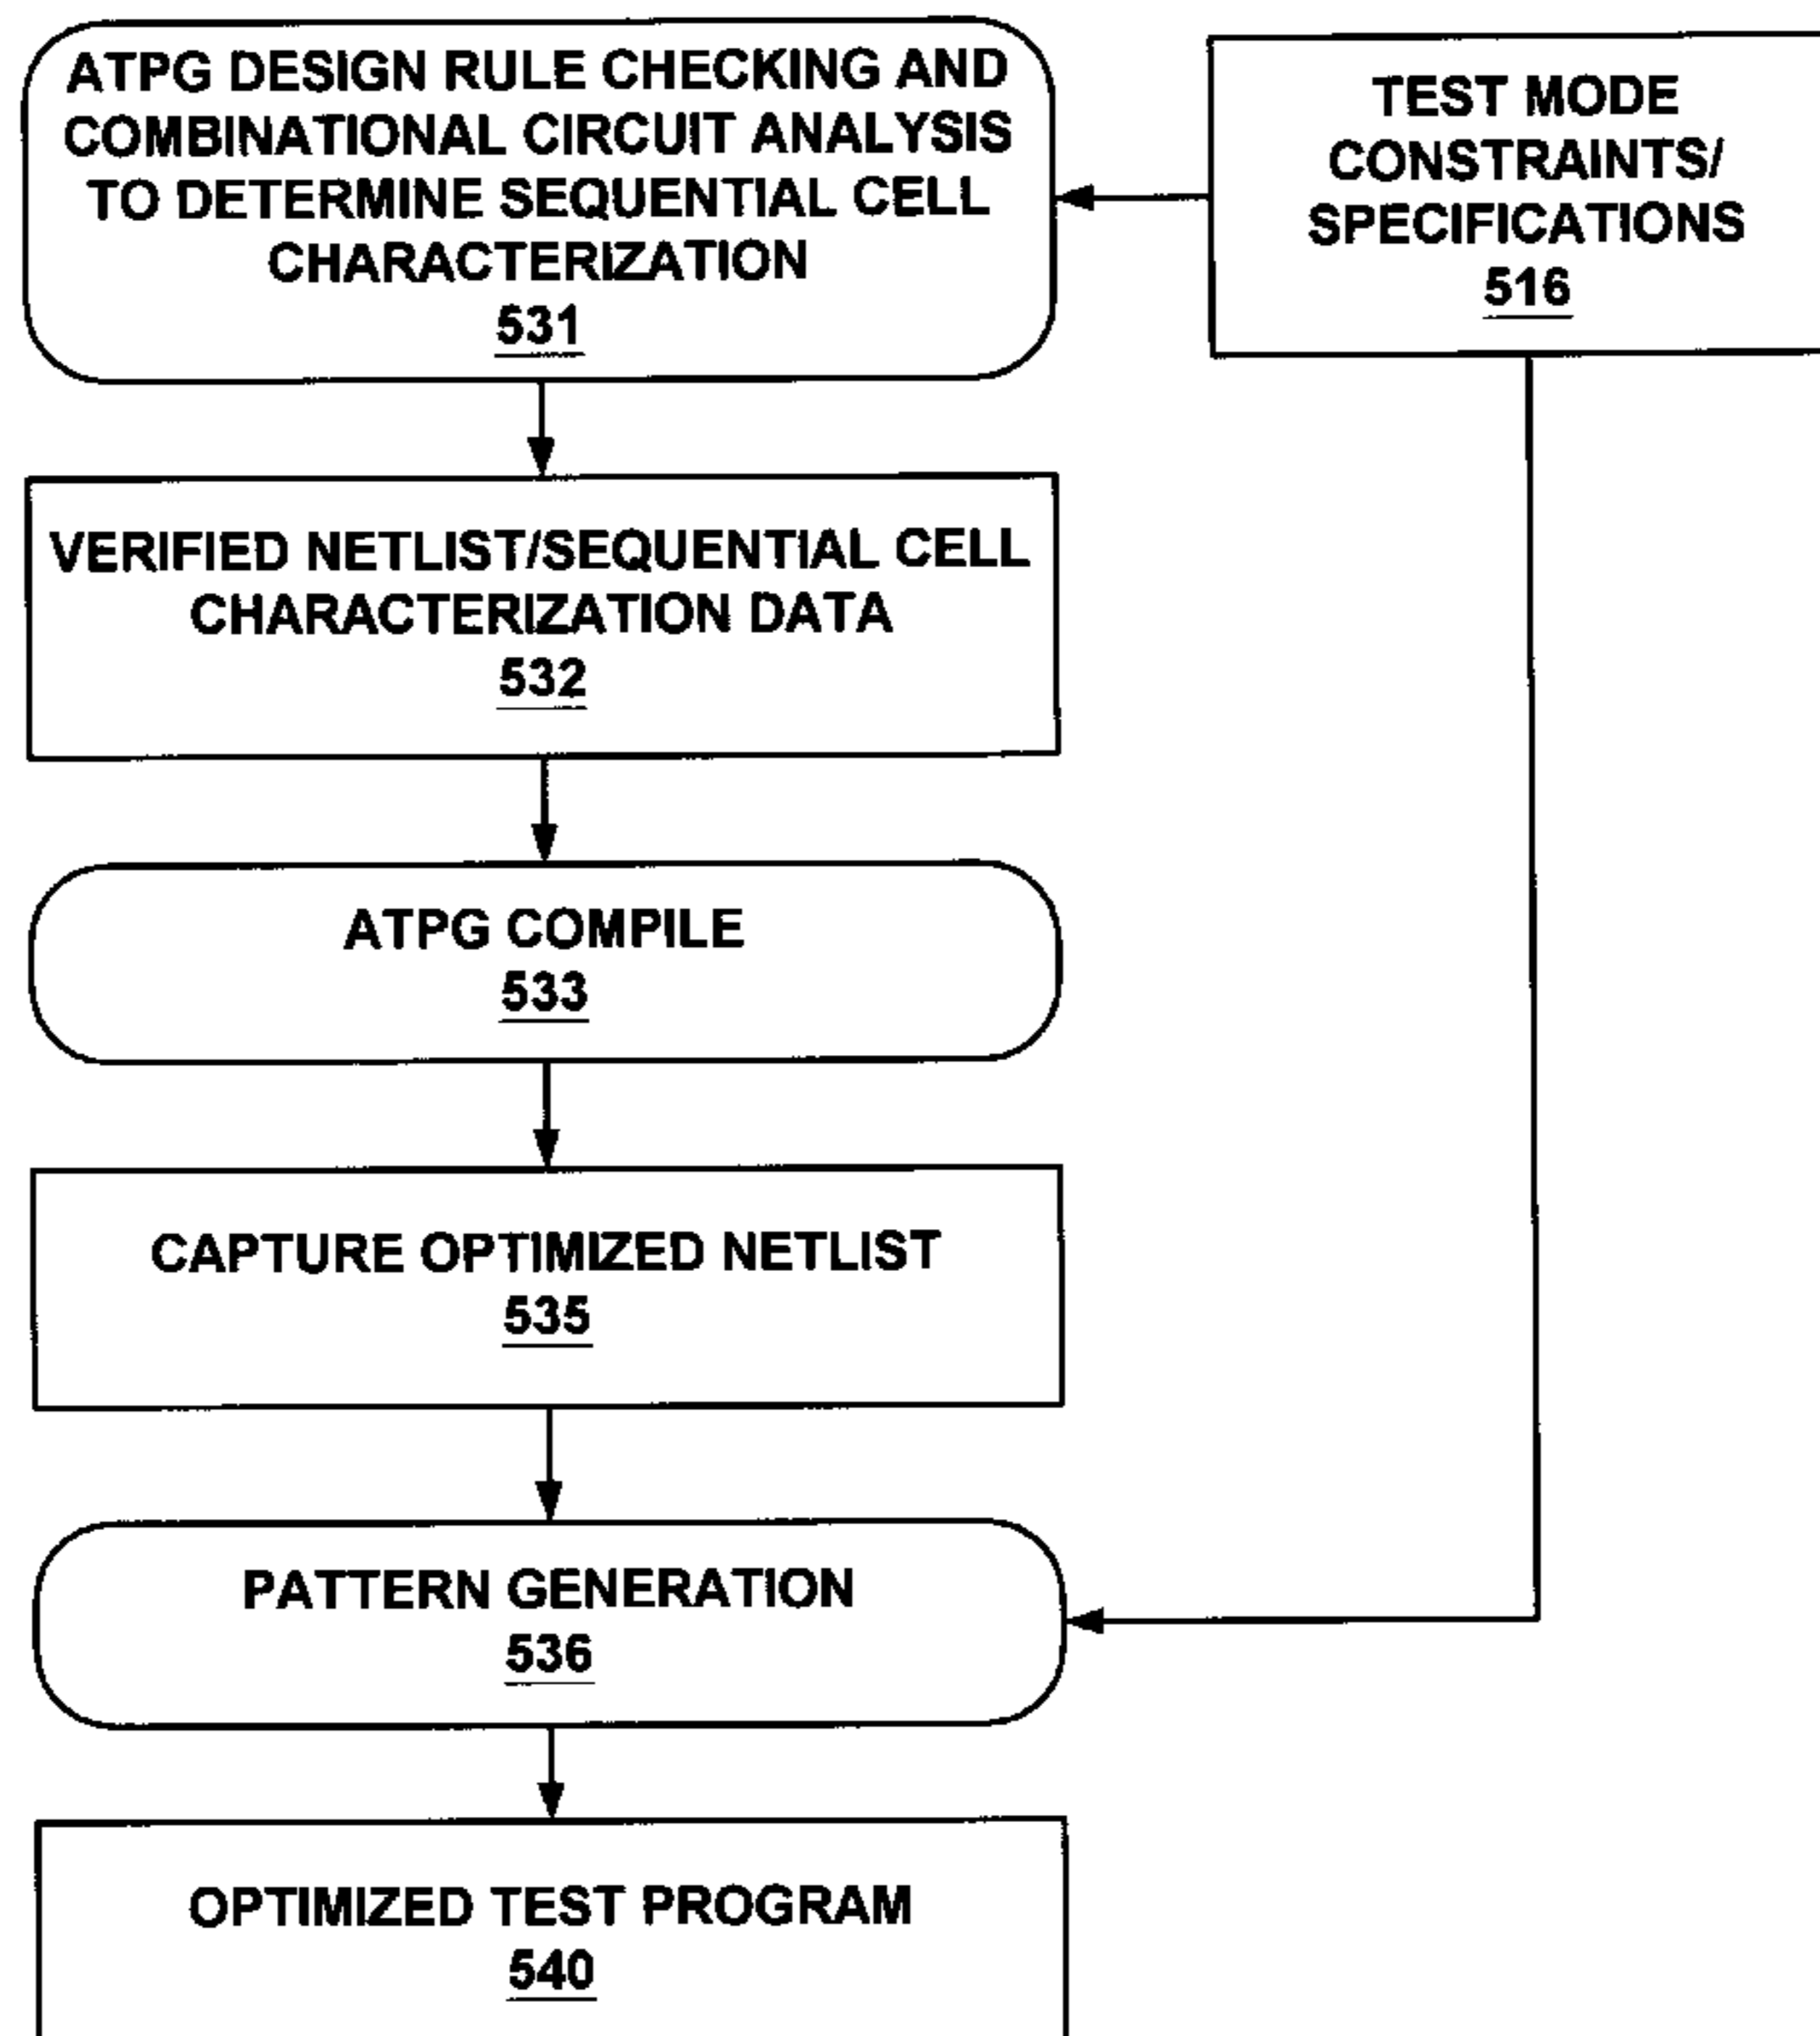 ATPG DESIGN RULE CHECKING AND
COMBINATIONAL CIRCUIT ANALYSIS
TO DETERMINE SEQUENTIAL CELL
CHARACTERIZATION
531
TEST MODE
CONSTRAINTS/
SPECIFICATIONS
516
VERIFIED NETLIST/SEQUENTIAL CELL
CHARACTERIZATION DATA
532
ATPG COMPILE
533
CAPTURE OPTIMIZED NETLIST
535
PATTERN GENERATION
536
OPTIMIZED TEST PROGRAM
540